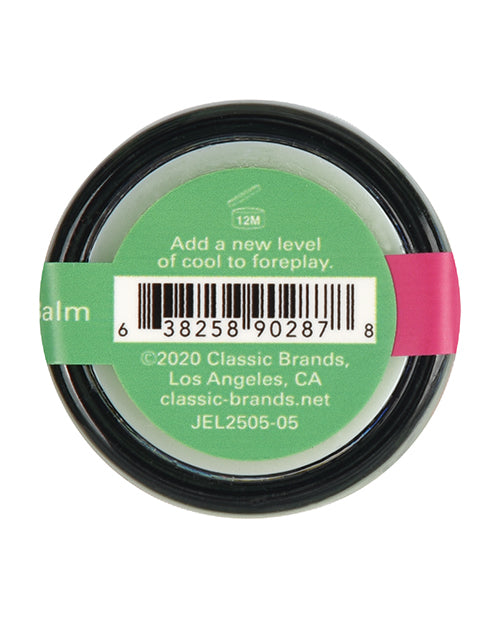 12M
Add a new level
of cool to foreplay.
Balm
6 38258 90287 8
©2020 Classic Brands,
Los Angeles, CA
classic-brands.net
JEL2505-05